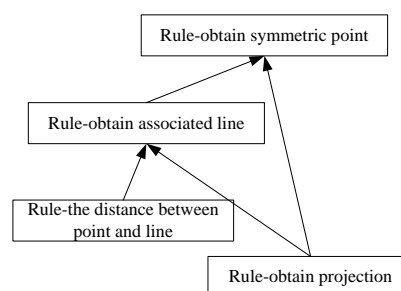 Rule-obtain symmetric point
Rule-obtain associated line
Rule-the distance between
point and line
Rule-obtain projection